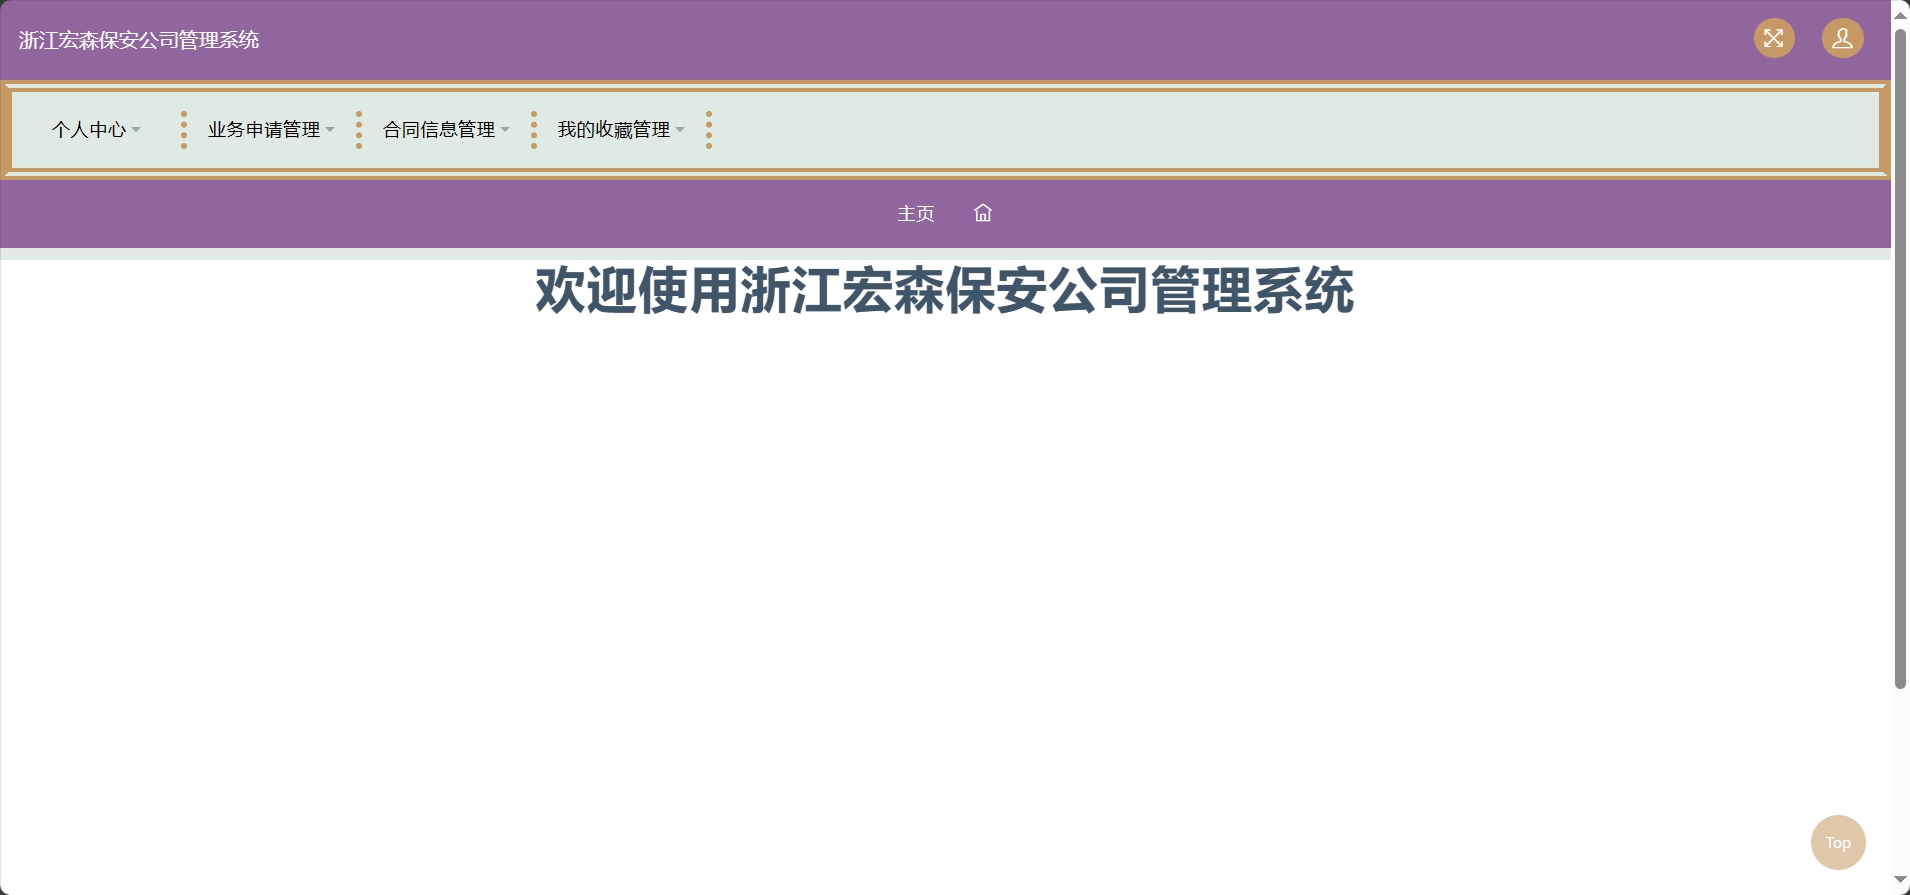 浙江宏森保安公司管理系统
个人中心 业务申请管理 合同信息管理 我的收藏管理
主页
欢迎使用浙江宏森保安公司管理系统
Top